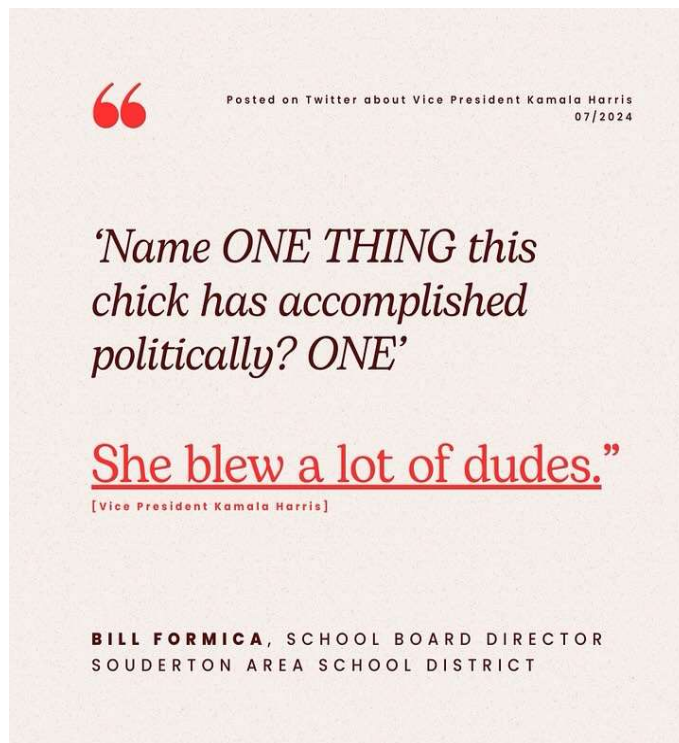 “
Posted on Twitter about Vice President Kamala Harris
07/2024
‘Name ONE THING this
chick has accomplished
politically? ONE’
She blew a lot of dudes.”
[Vice President Kamala Harris]
BILL FORMICA, SCHOOL BOARD DIRECTOR
SOUDERTON AREA SCHOOL DISTRICT